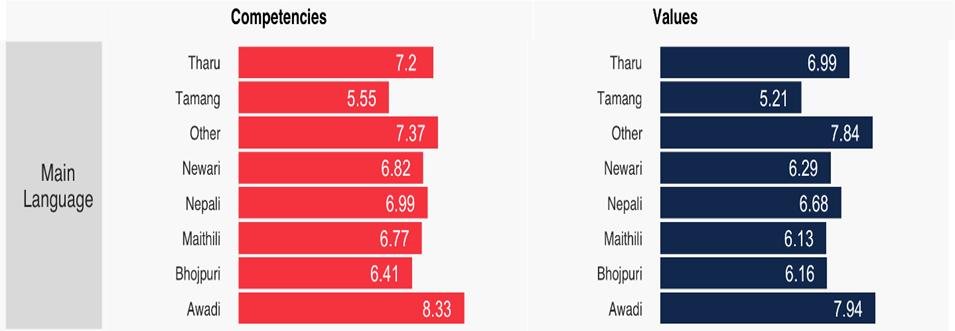 Competencies
Values
Main
Language
Tharu 7.2
Tamang 5.55
Other 7.37
Newari 6.82
Nepali 6.99
Maithili 6.77
Bhojpuri 6.41
Awadi 8.33
Tharu 6.99
Tamang 5.21
Other 7.84
Newari 6.29
Nepali 6.68
Maithili 6.13
Bhojpuri 6.16
Awadi 7.94